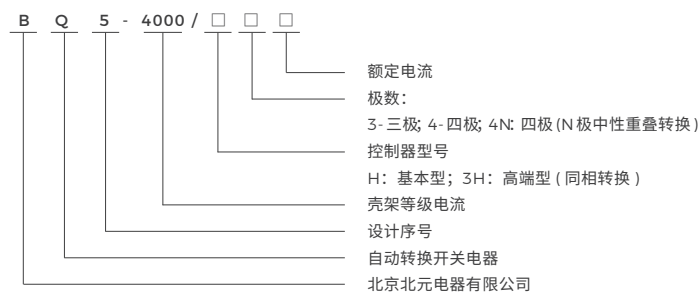 B Q 5 - 4000 / □ □ □
额定电流
极数：
3-三极; 4-四极; 4N: 四极(N极中性重叠转换)
控制器型号
H：基本型；3H：高端型(同相转换)
壳架等级电流
设计序号
自动转换开关电器
北京北元电器有限公司